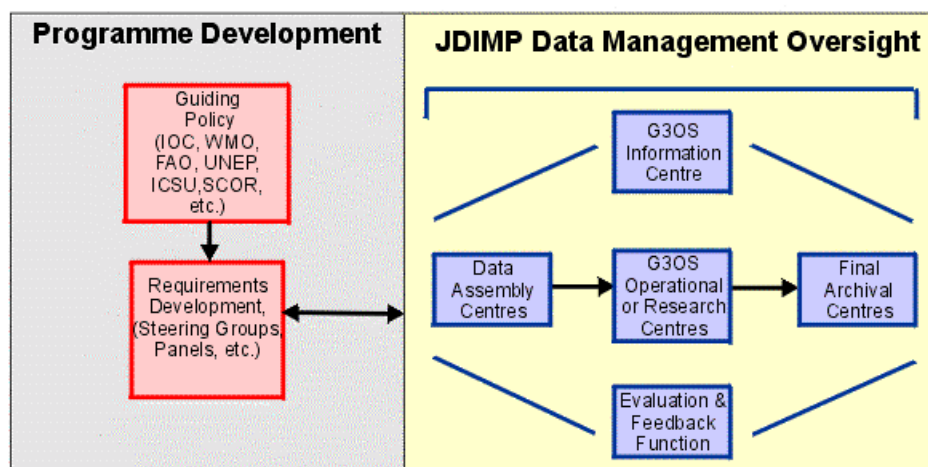 Programme Development
Guiding
Policy
(IOC, WMO,
FAO, UNEP,
ICSU,SCOR,
etc.)
Requirements
Development,
(Steering Groups,
Panels, etc.)
JDIMP Data Management Oversight
G3OS
Information
Centre
Data
Assembly
Centres
G3OS
Operational
or Research
Centres
Final
Archival
Centres
Evaluation &
Feedback
Function